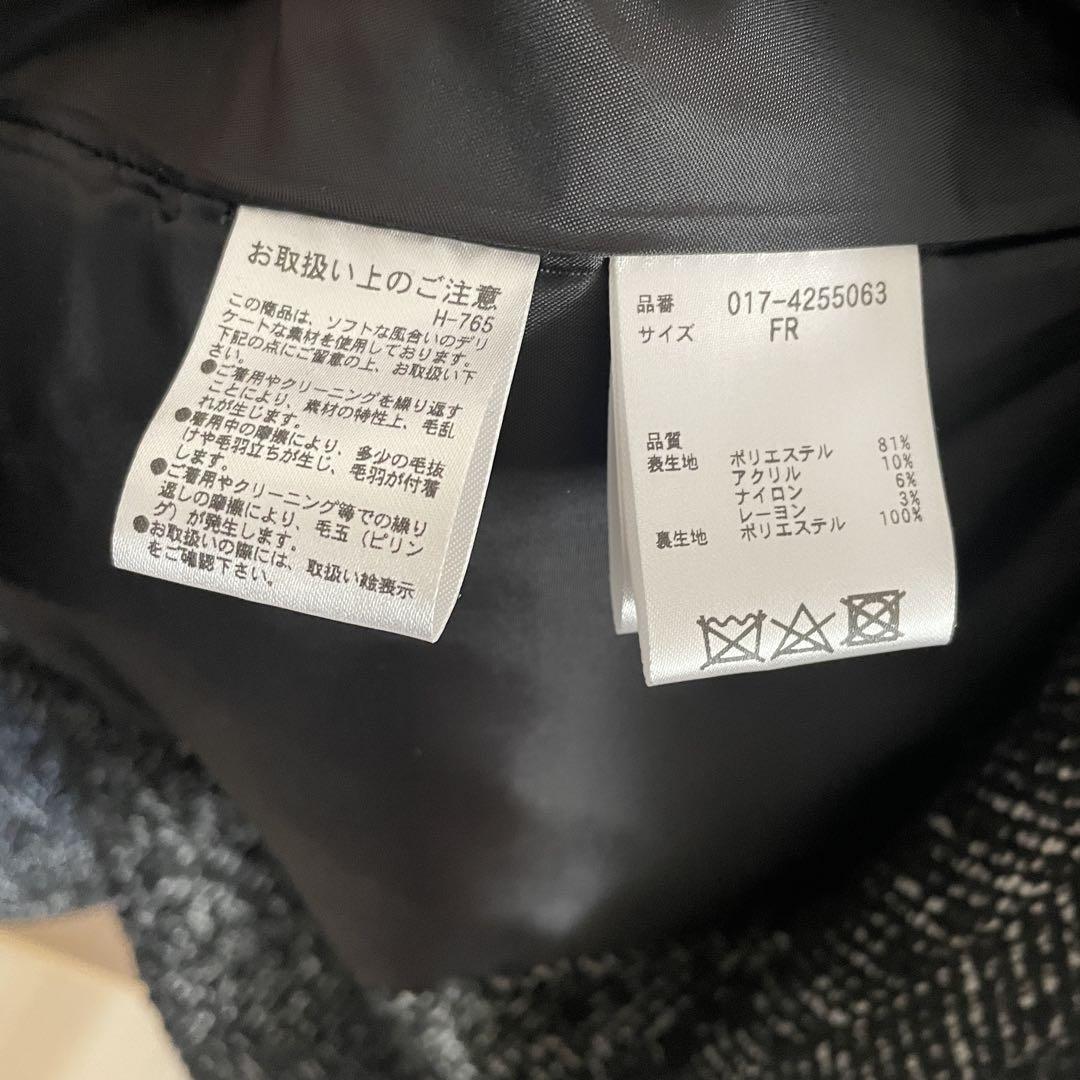 お取扱い上のご注意
H-765
この商品は、ソフトな風合いのデリ
ケートな素材を使用しております。
下記の点にご留意の上、お取扱い下
さい。
●ご着用やクリーニングを繰り返す
ことにより、素材の特性上、毛乱
れが生じます。
●着用中の摩擦により、多少の毛抜
けや毛羽立ちが生じ、毛羽が付着
します。
●ご着用やクリーニング等での繰り
返しの摩擦により、毛玉（ピリン
グ）が発生します。
●お取扱いの際には、取扱い絵表示
をご確認下さい。
品番 017-4255063
サイズ FR
品質
表生地 ポリエステル 81%
アクリル 10%
ナイロン 6%
レーヨン 3%
裏生地 ポリエステル 100%